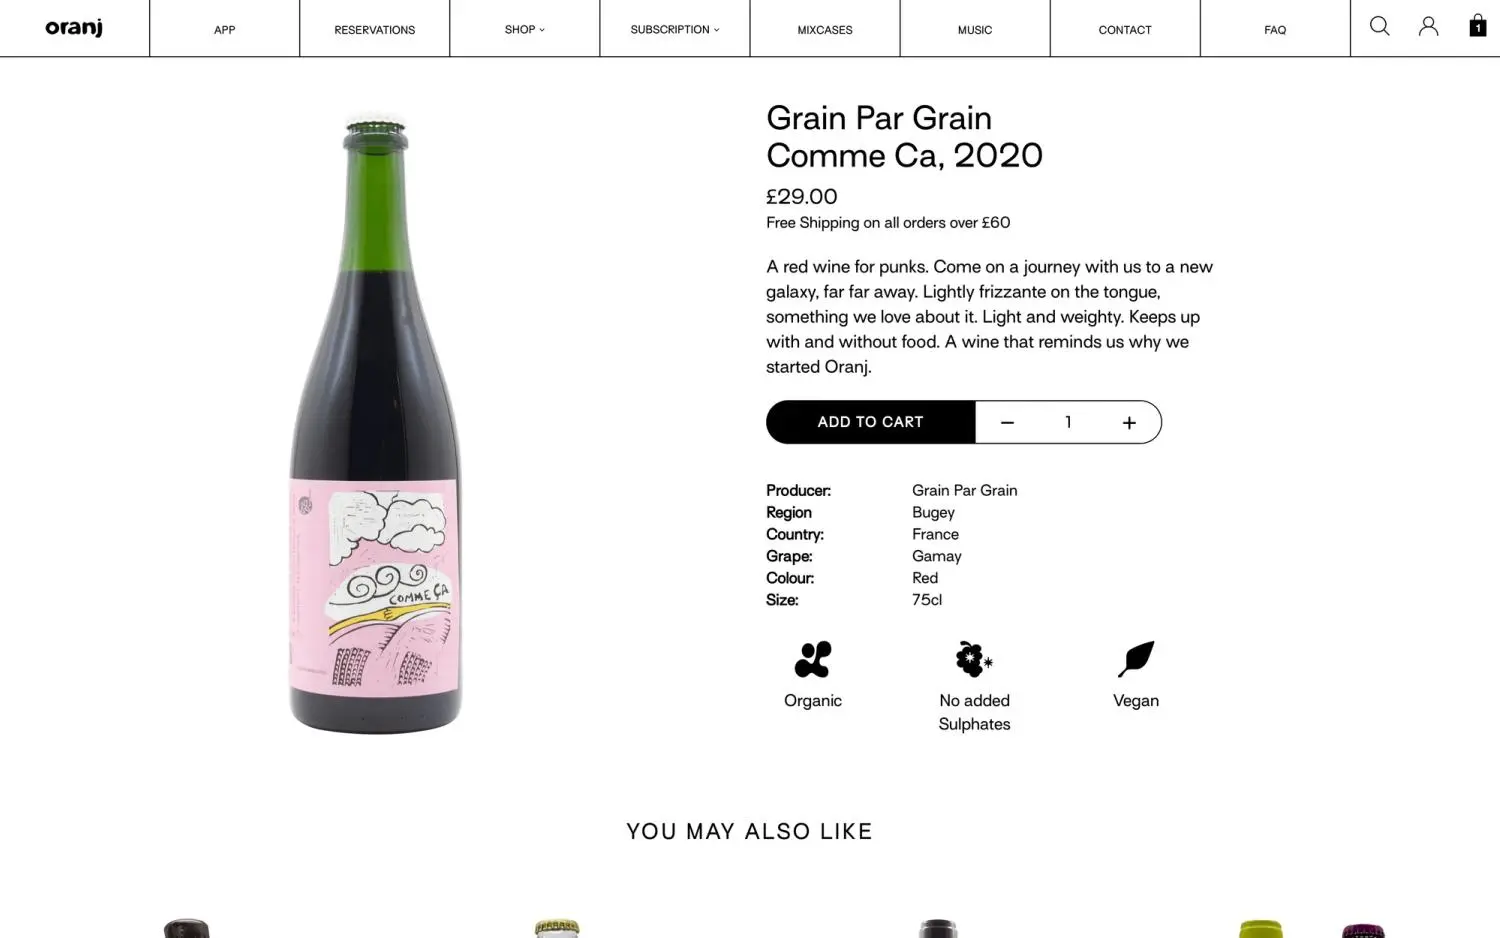 oranj
APP
RESERVATIONS
SHOP
SUBSCRIPTION
MIXCASES
MUSIC
CONTACT
FAQ
1
Grain Par Grain
Comme Ca, 2020
£29.00
Free Shipping on all orders over £60
A red wine for punks. Come on a journey with us to a new
galaxy, far far away. Lightly frizzante on the tongue,
something we love about it. Light and weighty. Keeps up
with and without food. A wine that reminds us why we
started Oranj.
ADD TO CART
1
COMME ÇA
Producer: Grain Par Grain
Region Bugey
Country: France
Grape: Gamay
Colour: Red
Size: 75cl
Organic
No added
Sulphates
Vegan
YOU MAY ALSO LIKE